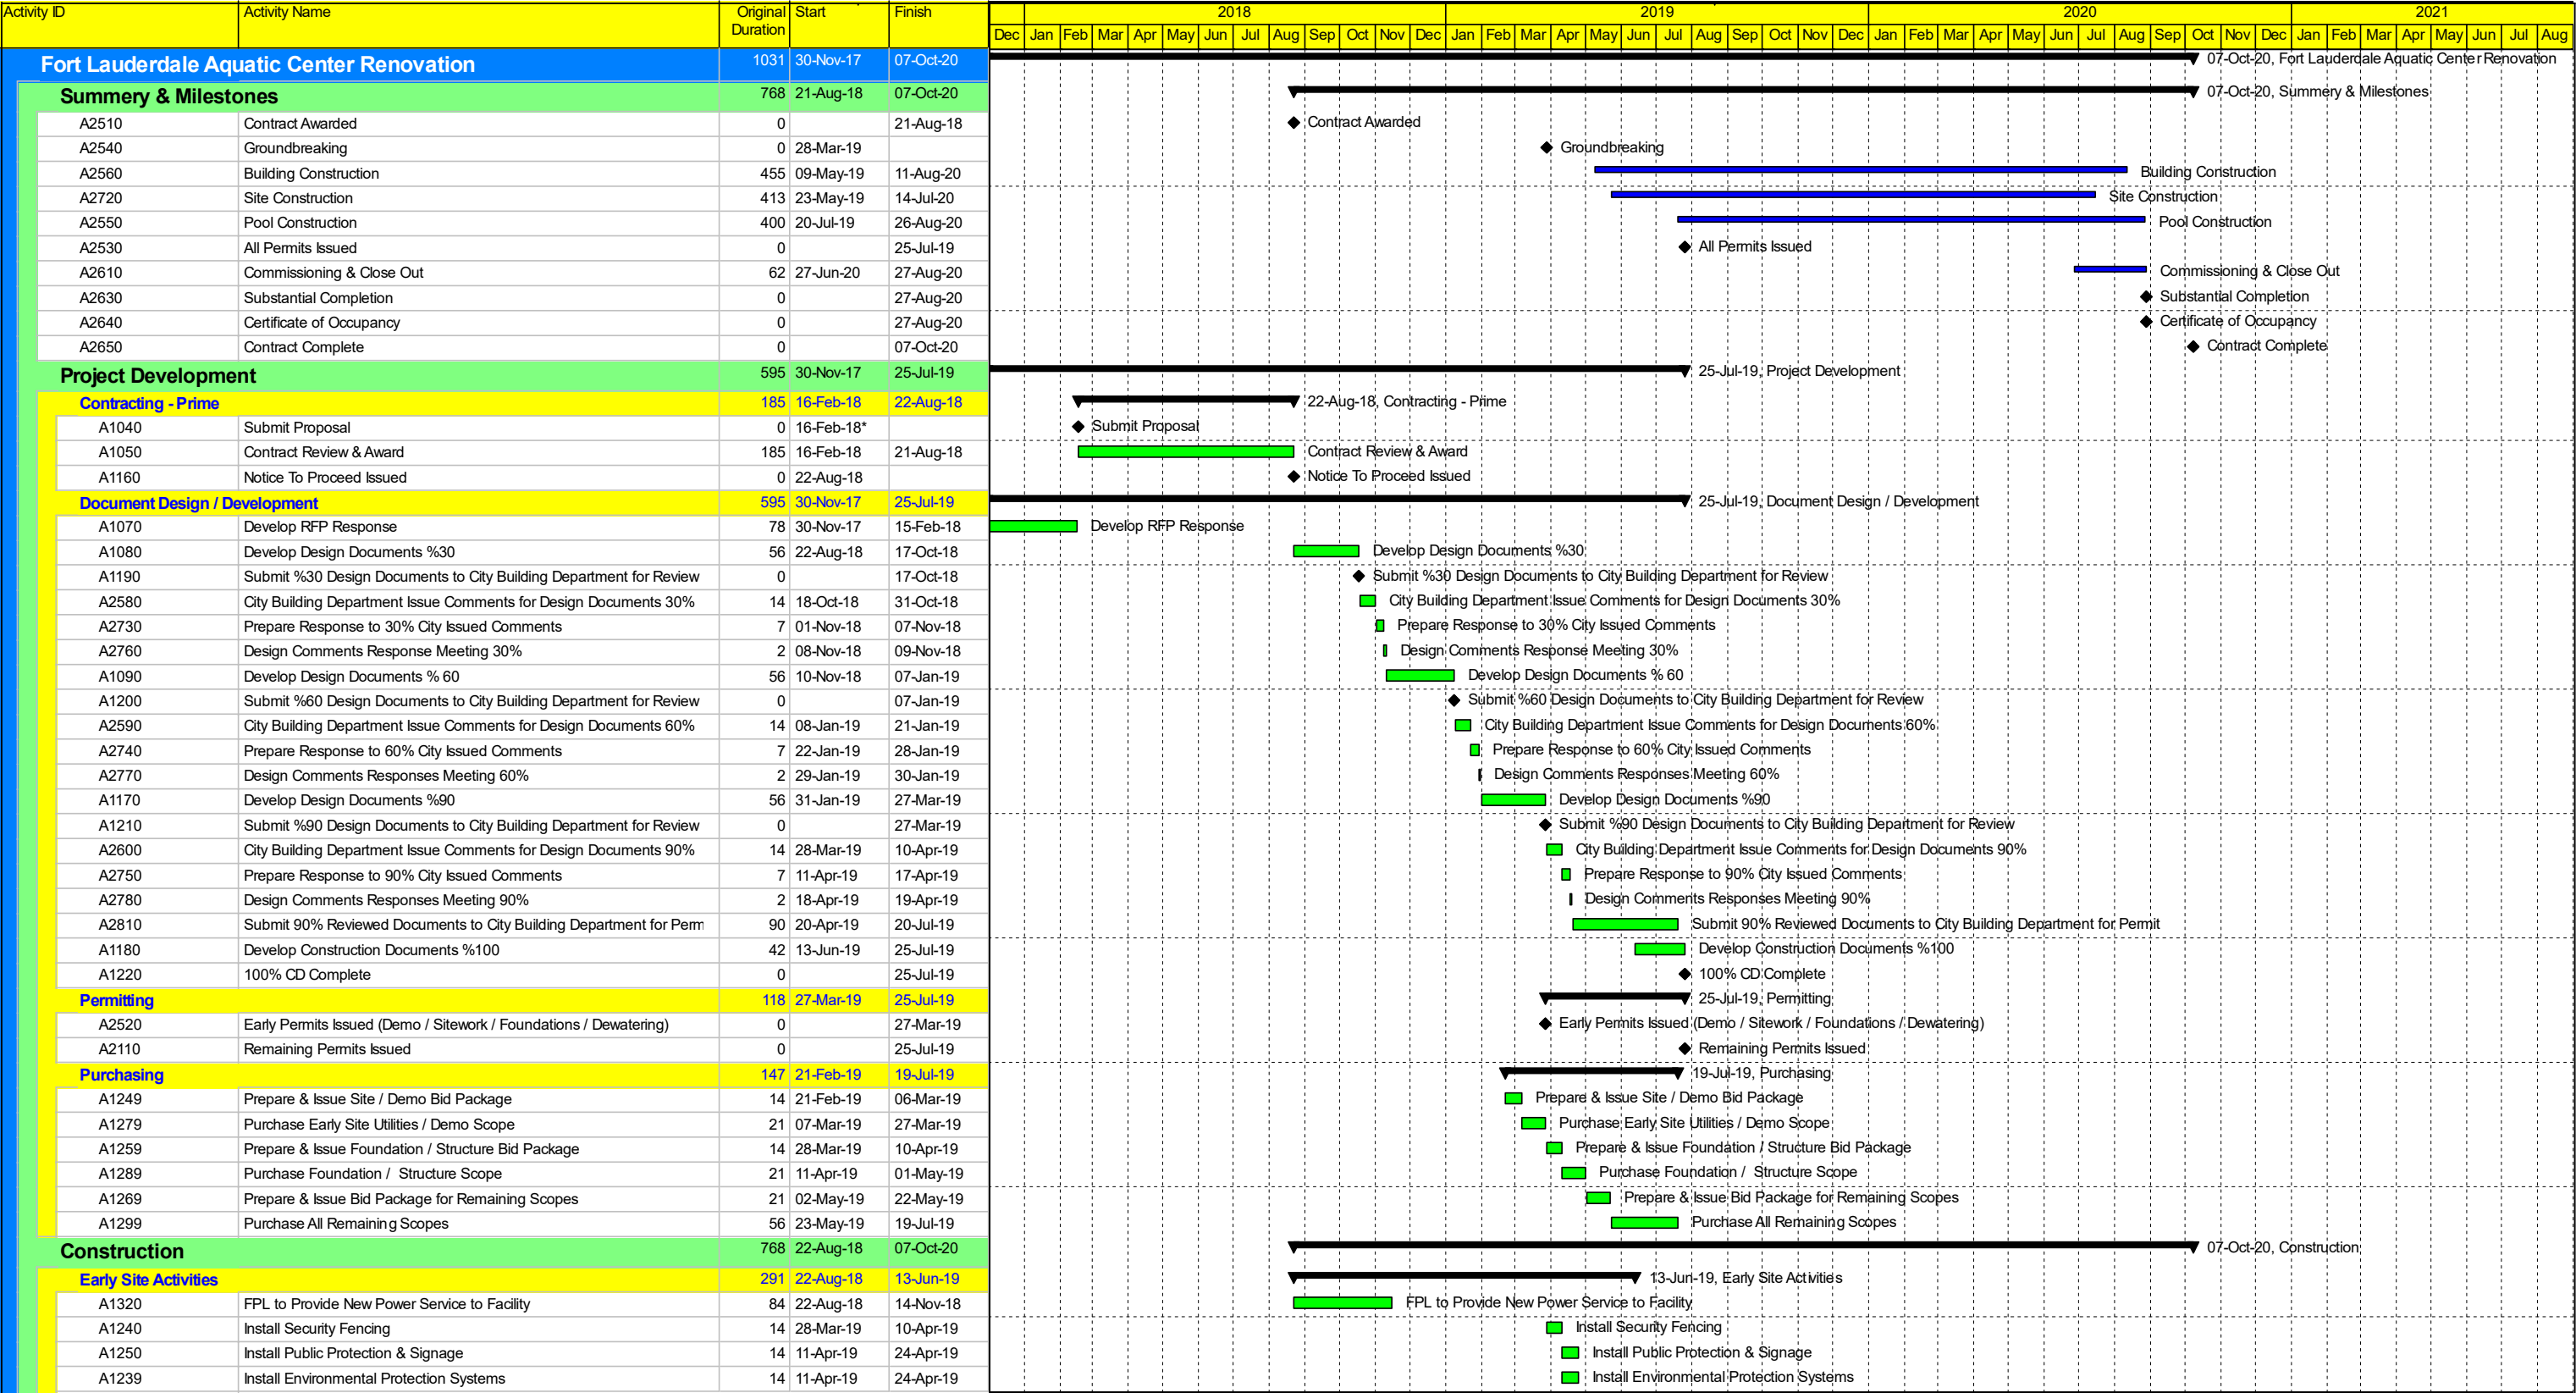 Activity ID Activity Name Original Duration Start Finish 2018 2019 2020 2021
Dec Jan Feb Mar Apr May Jun Jul Aug Sep Oct Nov Dec Jan Feb Mar Apr May Jun Jul Aug Sep Oct Nov Dec Jan Feb Mar Apr May Jun Jul Aug Sep Oct Nov Dec Jan Feb Mar Apr May Jun Jul Aug
Fort Lauderdale Aquatic Center Renovation 1031 30-Nov-17 07-Oct-20 07-Oct-20, Fort Lauderdale Aquatic Center Renovation
Summery & Milestones 768 21-Aug-18 07-Oct-20 07-Oct-20, Summery & Milestones
A2510 Contract Awarded 0 21-Aug-18 Contract Awarded
A2540 Groundbreaking 0 28-Mar-19 Groundbreaking
A2560 Building Construction 455 09-May-19 11-Aug-20 Building Construction
A2720 Site Construction 413 23-May-19 14-Jul-20 Site Construction
A2550 Pool Construction 400 20-Jul-19 26-Aug-20 Pool Construction
A2530 All Permits Issued 0 25-Jul-19 All Permits Issued
A2610 Commissioning & Close Out 62 27-Jun-20 27-Aug-20 Commissioning & Close Out
A2630 Substantial Completion 0 27-Aug-20 Substantial Completion
A2640 Certificate of Occupancy 0 27-Aug-20 Certificate of Occupancy
A2650 Contract Complete 0 07-Oct-20 Contract Complete
Project Development 595 30-Nov-17 25-Jul-19 25-Jul-19, Project Development
Contracting - Prime 185 16-Feb-18 22-Aug-18 22-Aug-18, Contracting - Prime
A1040 Submit Proposal 0 16-Feb-18* Submit Proposal
A1050 Contract Review & Award 185 16-Feb-18 21-Aug-18 Contract Review & Award
A1160 Notice To Proceed Issued 0 22-Aug-18 Notice To Proceed Issued
Document Design / Development 595 30-Nov-17 25-Jul-19 25-Jul-19, Document Design / Development
A1070 Develop RFP Response 78 30-Nov-17 15-Feb-18 Develop RFP Response
A1080 Develop Design Documents %30 56 22-Aug-18 17-Oct-18 Develop Design Documents %30
A1190 Submit %30 Design Documents to City Building Department for Review 0 17-Oct-18 Submit %30 Design Documents to City Building Department for Review
A2580 City Building Department Issue Comments for Design Documents 30% 14 18-Oct-18 31-Oct-18 City Building Department Issue Comments for Design Documents 30%
A2730 Prepare Response to 30% City Issued Comments 7 01-Nov-18 07-Nov-18 Prepare Response to 30% City Issued Comments
A2760 Design Comments Response Meeting 30% 2 08-Nov-18 09-Nov-18 Design Comments Response Meeting 30%
A1090 Develop Design Documents % 60 56 10-Nov-18 07-Jan-19 Develop Design Documents % 60
A1200 Submit %60 Design Documents to City Building Department for Review 0 07-Jan-19 Submit %60 Design Documents to City Building Department for Review
A2590 City Building Department Issue Comments for Design Documents 60% 14 08-Jan-19 21-Jan-19 City Building Department Issue Comments for Design Documents 60%
A2740 Prepare Response to 60% City Issued Comments 7 22-Jan-19 28-Jan-19 Prepare Response to 60% City Issued Comments
A2770 Design Comments Responses Meeting 60% 2 29-Jan-19 30-Jan-19 Design Comments Responses Meeting 60%
A1170 Develop Design Documents %90 56 31-Jan-19 27-Mar-19 Develop Design Documents %90
A1210 Submit %90 Design Documents to City Building Department for Review 0 27-Mar-19 Submit %90 Design Documents to City Building Department for Review
A2600 City Building Department Issue Comments for Design Documents 90% 14 28-Mar-19 10-Apr-19 City Building Department Issue Comments for Design Documents 90%
A2750 Prepare Response to 90% City Issued Comments 7 11-Apr-19 17-Apr-19 Prepare Response to 90% City Issued Comments
A2780 Design Comments Responses Meeting 90% 2 18-Apr-19 19-Apr-19 Design Comments Responses Meeting 90%
A2810 Submit 90% Reviewed Documents to City Building Department for Perm 90 20-Apr-19 20-Jul-19 Submit 90% Reviewed Documents to City Building Department for Permit
A1180 Develop Construction Documents %100 42 13-Jun-19 25-Jul-19 Develop Construction Documents %100
A1220 100% CD Complete 0 25-Jul-19 100% CD Complete
Permitting 118 27-Mar-19 25-Jul-19 25-Jul-19, Permitting
A2520 Early Permits Issued (Demo / Sitework / Foundations / Dewatering) 0 27-Mar-19 Early Permits Issued (Demo / Sitework / Foundations / Dewatering)
A2110 Remaining Permits Issued 0 25-Jul-19 Remaining Permits Issued
Purchasing 147 21-Feb-19 19-Jul-19 19-Jul-19, Purchasing
A1249 Prepare & Issue Site / Demo Bid Package 14 21-Feb-19 06-Mar-19 Prepare & Issue Site / Demo Bid Package
A1279 Purchase Early Site Utilities / Demo Scope 21 07-Mar-19 27-Mar-19 Purchase Early Site Utilities / Demo Scope
A1259 Prepare & Issue Foundation / Structure Bid Package 14 28-Mar-19 10-Apr-19 Prepare & Issue Foundation / Structure Bid Package
A1289 Purchase Foundation / Structure Scope 21 11-Apr-19 01-May-19 Purchase Foundation / Structure Scope
A1269 Prepare & Issue Bid Package for Remaining Scopes 21 02-May-19 22-May-19 Prepare & Issue Bid Package for Remaining Scopes
A1299 Purchase All Remaining Scopes 56 23-May-19 19-Jul-19 Purchase All Remaining Scopes
Construction 768 22-Aug-18 07-Oct-20 07-Oct-20, Construction
Early Site Activities 291 22-Aug-18 13-Jun-19 13-Jun-19, Early Site Activities
A1320 FPL to Provide New Power Service to Facility 84 22-Aug-18 14-Nov-18 FPL to Provide New Power Service to Facility
A1240 Install Security Fencing 14 28-Mar-19 10-Apr-19 Install Security Fencing
A1250 Install Public Protection & Signage 14 11-Apr-19 24-Apr-19 Install Public Protection & Signage
A1239 Install Environmental Protection Systems 14 11-Apr-19 24-Apr-19 Install Environmental Protection Systems